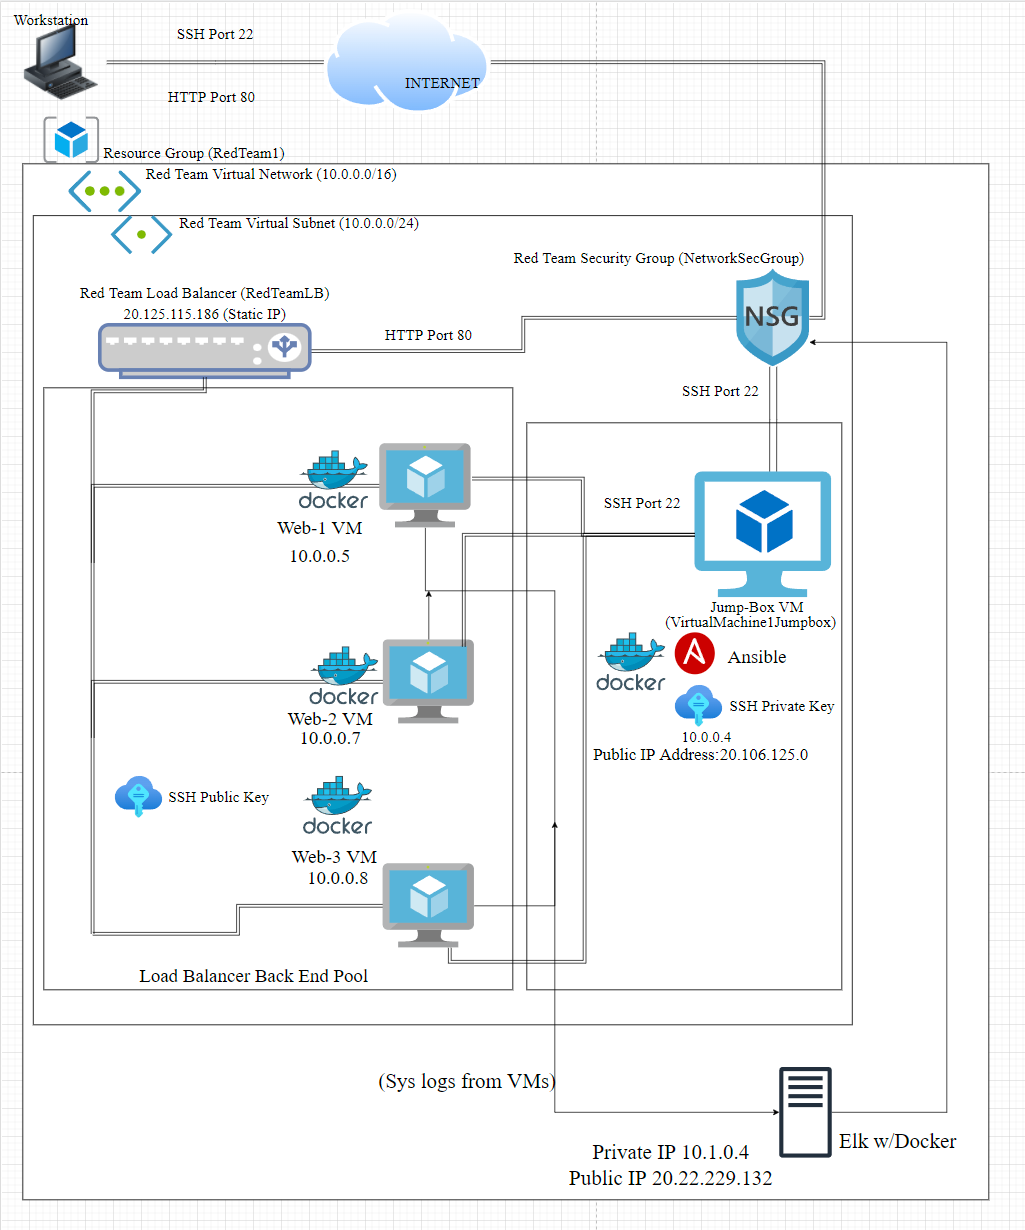 Workstation
SSH Port 22
INTERNET
HTTP Port 80
Resource Group (RedTeam1)
Red Team Virtual Network (10.0.0.0/16)
Red Team Virtual Subnet (10.0.0.0/24)
Red Team Security Group (NetworkSecGroup)
Red Team Load Balancer (RedTeamLB)
20.125.115.186 (Static IP)
NSG
HTTP Port 80
SSH Port 22
docker
Web-1 VM
10.0.0.5
SSH Port 22
Jump-Box VM
(VirtualMachine1Jumpbox)
docker
A
Ansible
SSH Private Key
10.0.0.4
Public IP Address:20.106.125.0
docker
Web-2 VM
10.0.0.7
SSH Public Key
docker
Web-3 VM
10.0.0.8
Load Balancer Back End Pool
(Sys logs from VMs)
Elk w/Docker
Private IP 10.1.0.4
Public IP 20.22.229.132